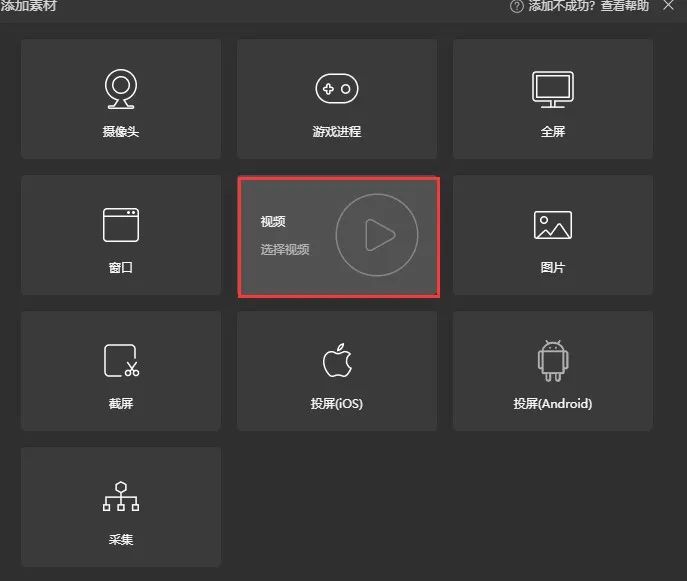 添加素材
添加不成功？查看帮助
摄像头
游戏进程
全屏
窗口
视频
选择视频
图片
截屏
投屏(iOS)
投屏(Android)
采集